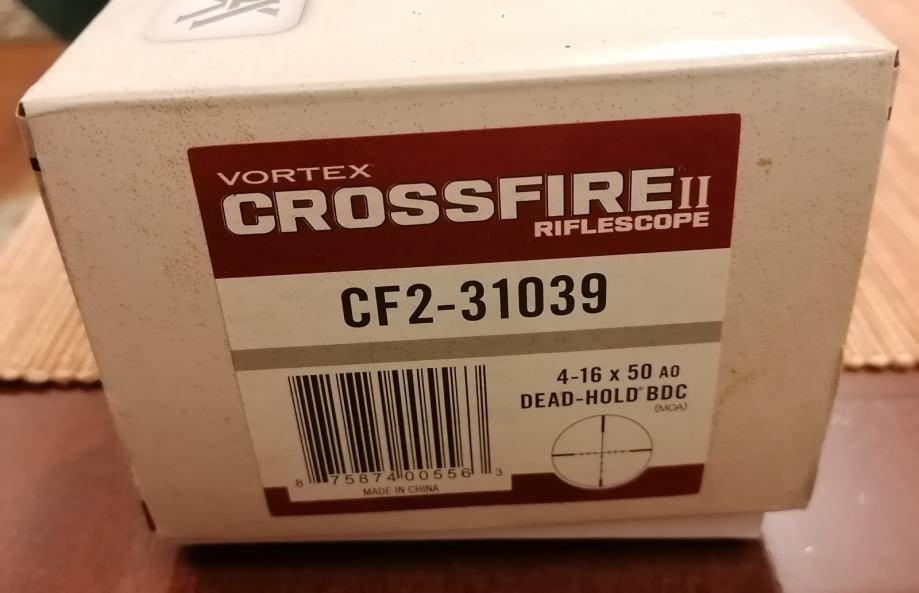 VORTEX
CROSSFIRE II
RIFLESCOPE
CF2-31039
4-16 x 50 AO
DEAD-HOLD™ BDC
(MOA)
8 75874 00556 3
MADE IN CHINA